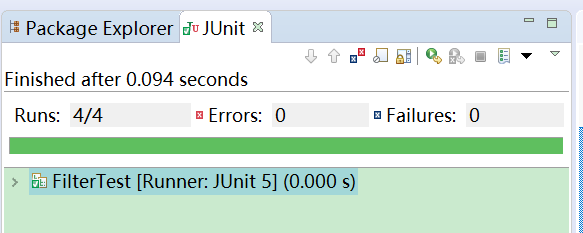 Package Explorer JUnit
Finished after 0.094 seconds
Runs: 4/4 Errors: 0 Failures: 0
FilterTest [Runner: JUnit 5] (0.000 s)